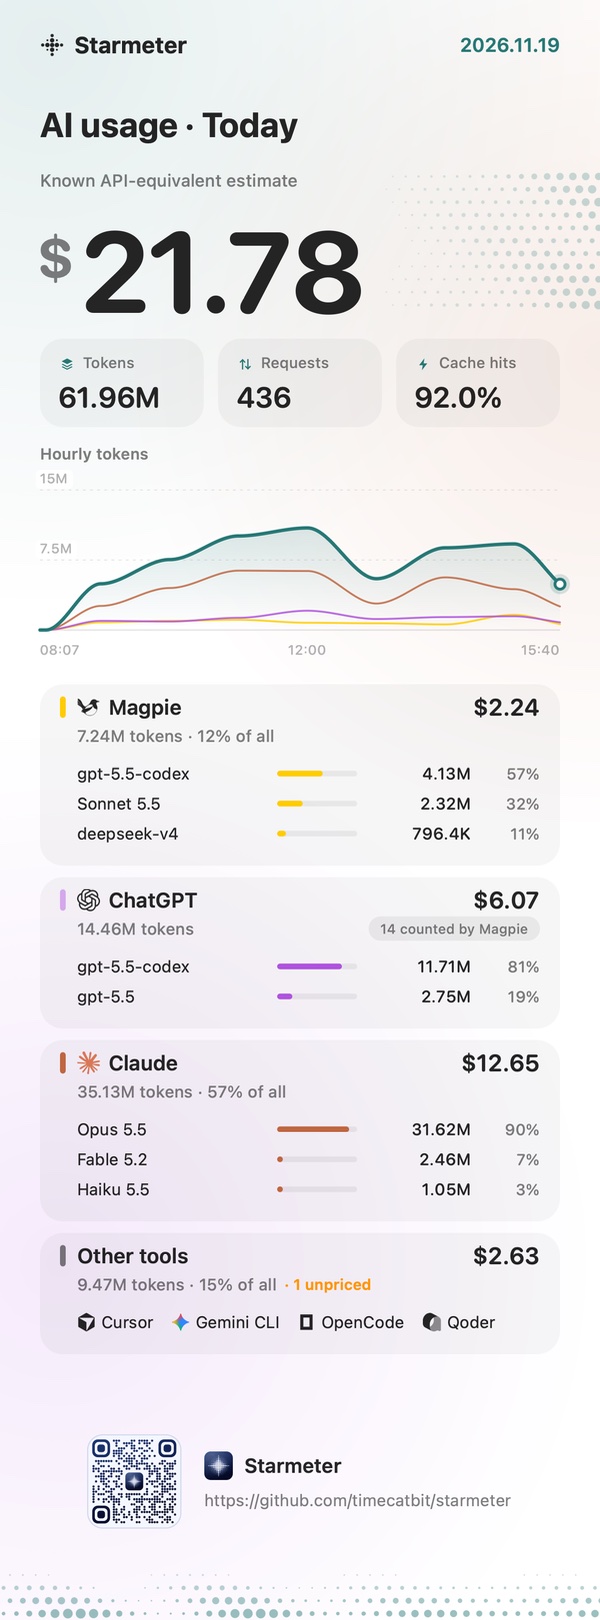 Starmeter
2026.11.19
AI usage · Today
Known API-equivalent estimate
$21.78
Tokens
61.96M
Requests
436
Cache hits
92.0%
Hourly tokens
15M
7.5M
08:07 12:00 15:40
Magpie $2.24
7.24M tokens · 12% of all
gpt-5.5-codex 4.13M 57%
Sonnet 5.5 2.32M 32%
deepseek-v4 796.4K 11%
ChatGPT $6.07
14.46M tokens 14 counted by Magpie
gpt-5.5-codex 11.71M 81%
gpt-5.5 2.75M 19%
Claude $12.65
35.13M tokens · 57% of all
Opus 5.5 31.62M 90%
Fable 5.2 2.46M 7%
Haiku 5.5 1.05M 3%
Other tools $2.63
9.47M tokens · 15% of all · 1 unpriced
Cursor Gemini CLI OpenCode Qoder
Starmeter
https://github.com/timecatbit/starmeter